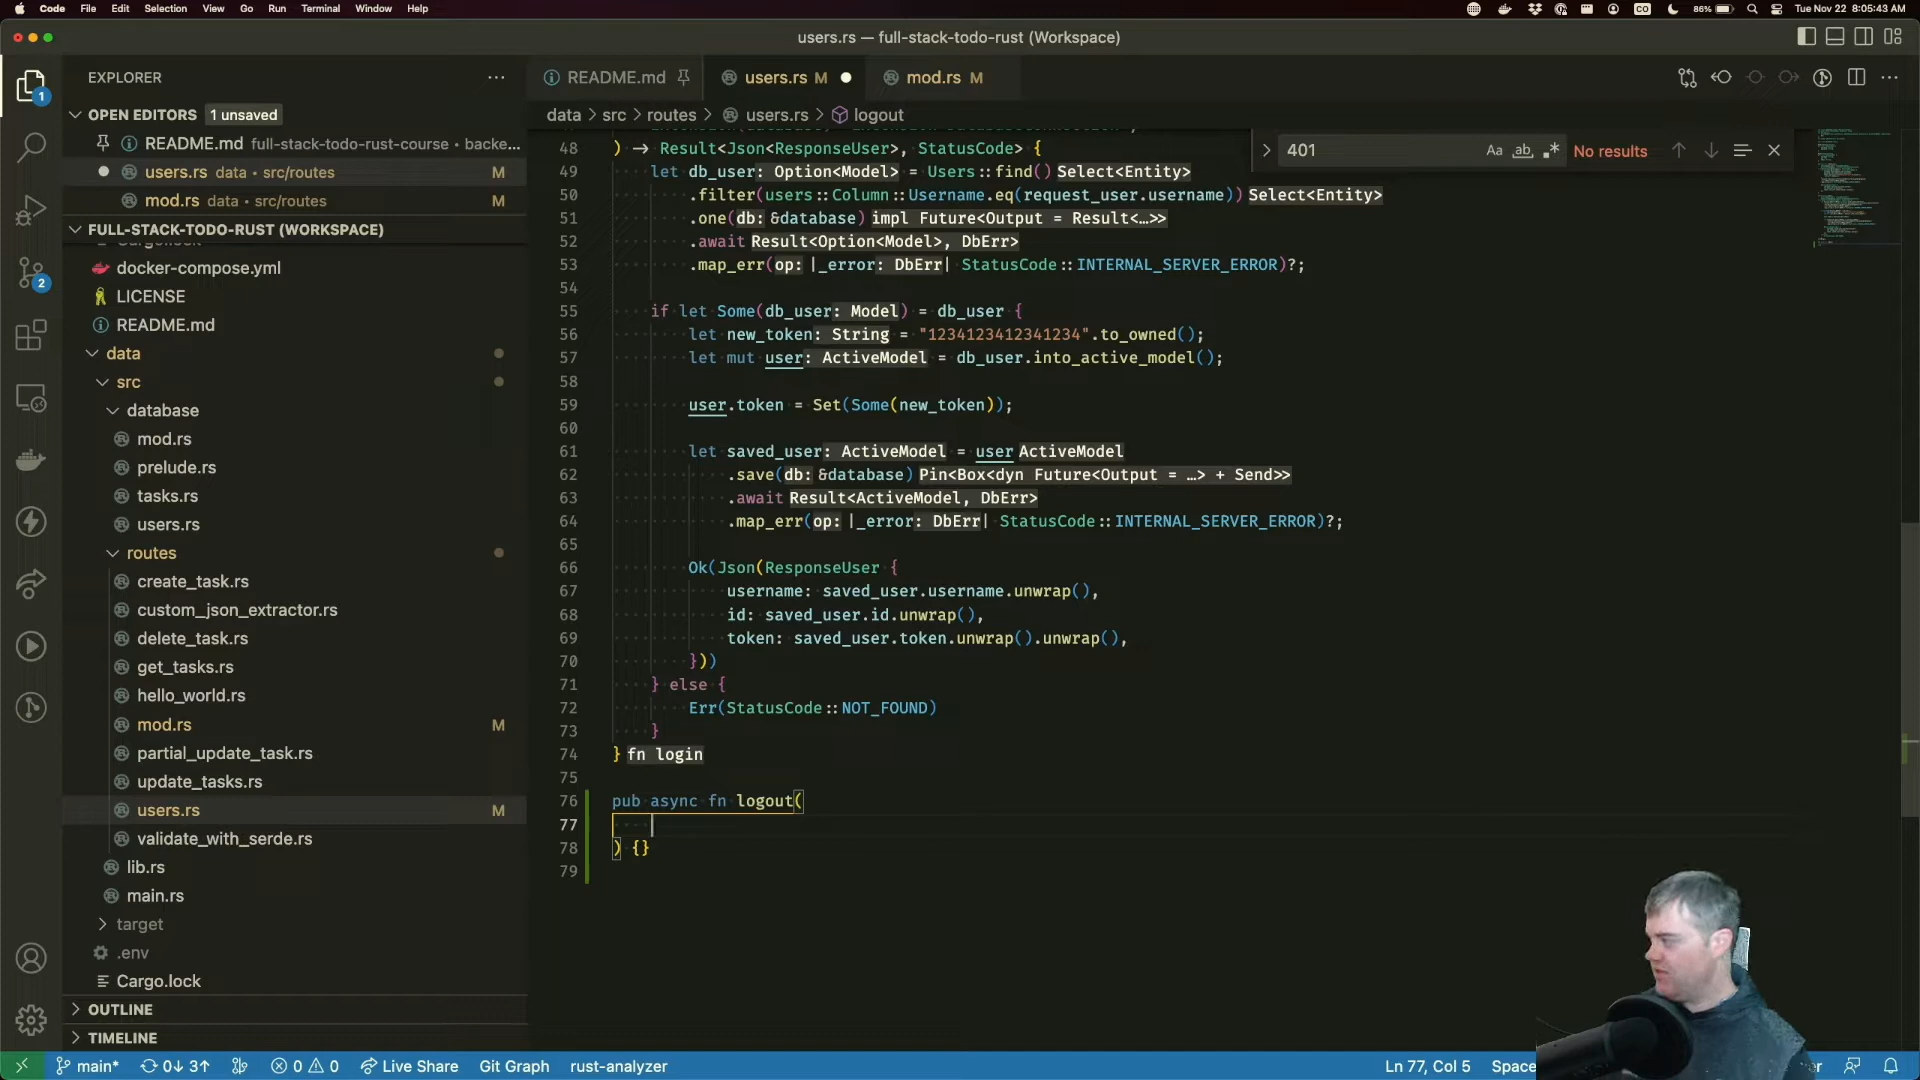 Code File Edit Selection View Go Run Terminal Window Help
CO 86% Tue Nov 22 8:05:43 AM
users.rs — full-stack-todo-rust (Workspace)
EXPLORER
README.md
users.rs M
mod.rs M
OPEN EDITORS 1 unsaved
data > src > routes > users.rs > logout
README.md full-stack-todo-rust-course • backe...
users.rs data • src/routes M
mod.rs data • src/routes M
401 Aa ab .* No results
FULL-STACK-TODO-RUST (WORKSPACE)
docker-compose.yml
LICENSE
README.md
data
src
database
mod.rs
prelude.rs
tasks.rs
users.rs
routes
create_task.rs
custom_json_extractor.rs
delete_task.rs
get_tasks.rs
hello_world.rs
mod.rs M
partial_update_task.rs
update_tasks.rs
users.rs M
validate_with_serde.rs
lib.rs
main.rs
target
.env
Cargo.lock
OUTLINE
TIMELINE
1
2
48 ) -> Result<Json<ResponseUser>, StatusCode> {
49 let db_user: Option<Model> = Users::find() Select<Entity>
50 .filter(users::Column::Username.eq(request_user.username)) Select<Entity>
51 .one(db: &database) impl Future<Output = Result<…>>
52 .await Result<Option<Model>, DbErr>
53 .map_err(op: |_error: DbErr| StatusCode::INTERNAL_SERVER_ERROR)?;
54
55 if let Some(db_user: Model) = db_user {
56 let new_token: String = "1234123412341234".to_owned();
57 let mut user: ActiveModel = db_user.into_active_model();
58
59 user.token = Set(Some(new_token));
60
61 let saved_user: ActiveModel = user ActiveModel
62 .save(db: &database) Pin<Box<dyn Future<Output = …> + Send>>
63 .await Result<ActiveModel, DbErr>
64 .map_err(op: |_error: DbErr| StatusCode::INTERNAL_SERVER_ERROR)?;
65
66 Ok(Json(ResponseUser {
67 username: saved_user.username.unwrap(),
68 id: saved_user.id.unwrap(),
69 token: saved_user.token.unwrap().unwrap(),
70 }))
71 } else {
72 Err(StatusCode::NOT_FOUND)
73 }
74 } fn login
75
76 pub async fn logout(
77
78 ) {}
79
main* 0↓ 3↑ 0 0 Live Share Git Graph rust-analyzer
Ln 77, Col 5